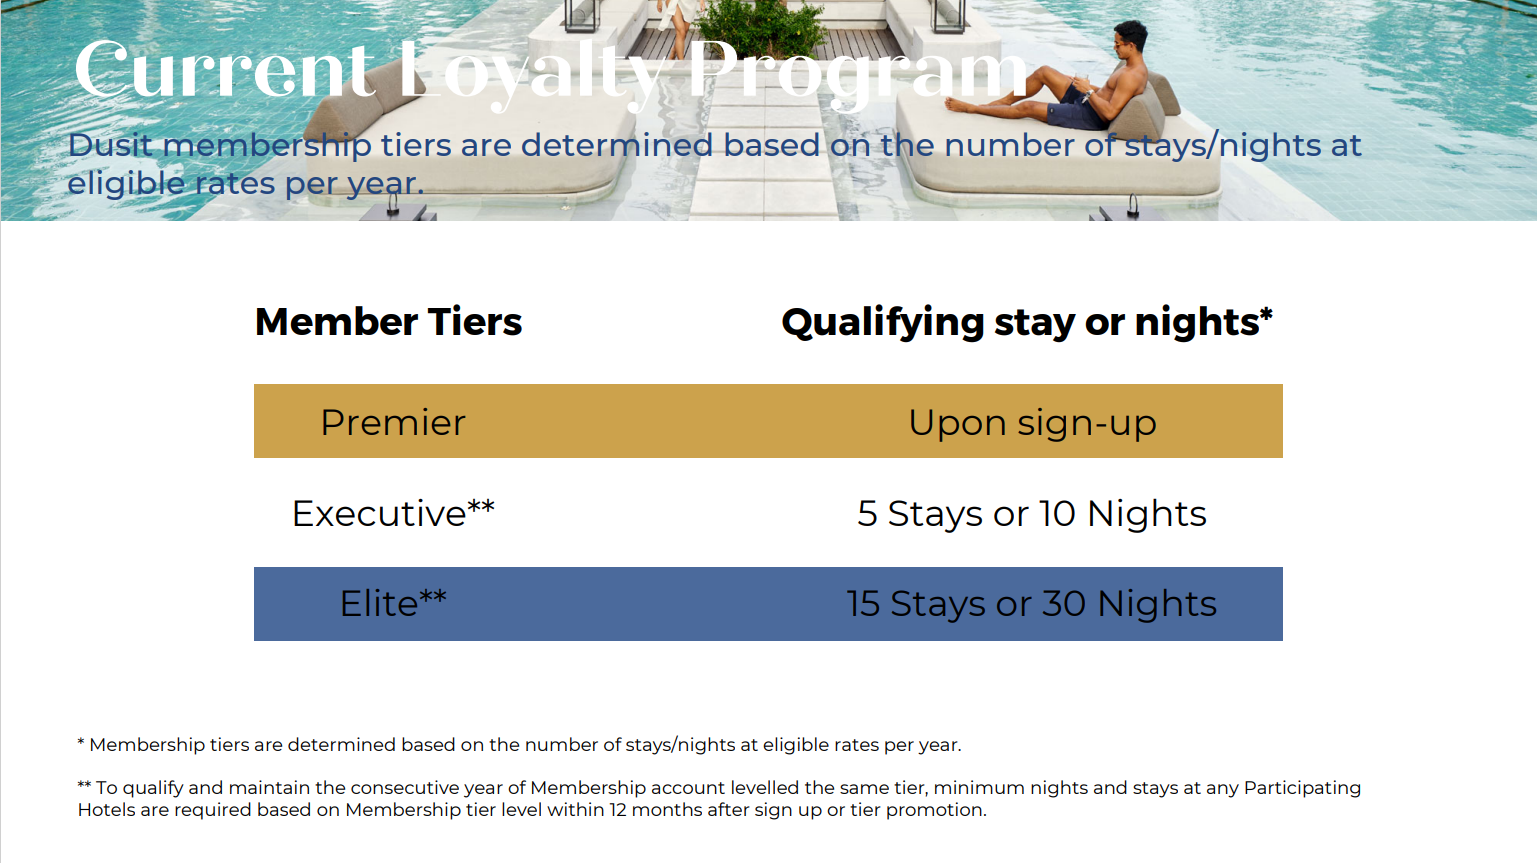 Current Loyalty Program
Dusit membership tiers are determined based on the number of stays/nights at
eligible rates per year.
Member Tiers Qualifying stay or nights*
Premier Upon sign-up
Executive** 5 Stays or 10 Nights
Elite** 15 Stays or 30 Nights
* Membership tiers are determined based on the number of stays/nights at eligible rates per year.
** To qualify and maintain the consecutive year of Membership account levelled the same tier, minimum nights and stays at any Participating
Hotels are required based on Membership tier level within 12 months after sign up or tier promotion.